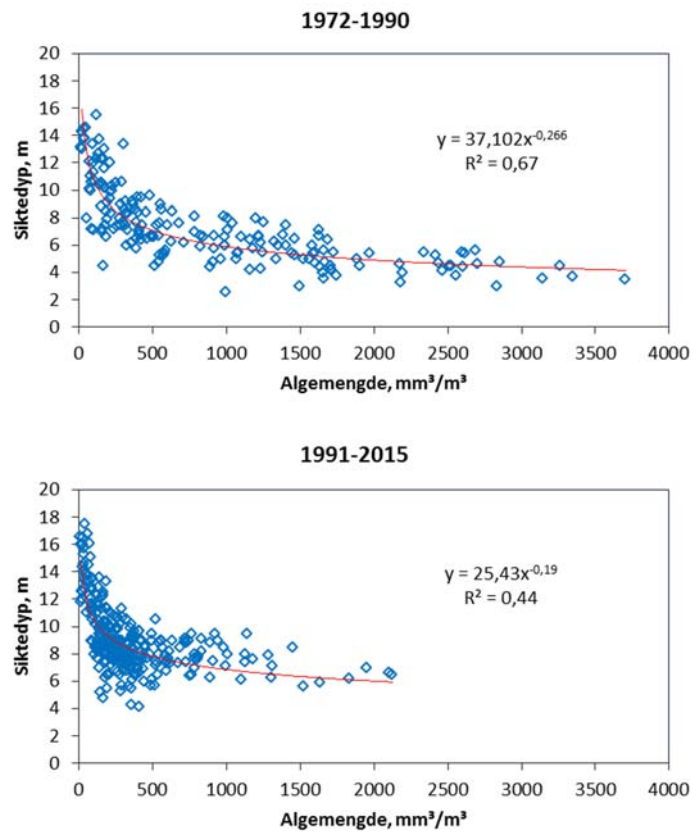 1972-1990
20
18
16
14
12
10
8
6
4
2
0
Siktedyp, m
y = 37,102x⁻⁰,²⁶⁶
R² = 0,67
0 500 1000 1500 2000 2500 3000 3500 4000
Algemengde, mm³/m³
1991-2015
20
18
16
14
12
10
8
6
4
2
0
Siktedyp, m
y = 25,43x⁻⁰,¹⁹
R² = 0,44
0 500 1000 1500 2000 2500 3000 3500 4000
Algemengde, mm³/m³